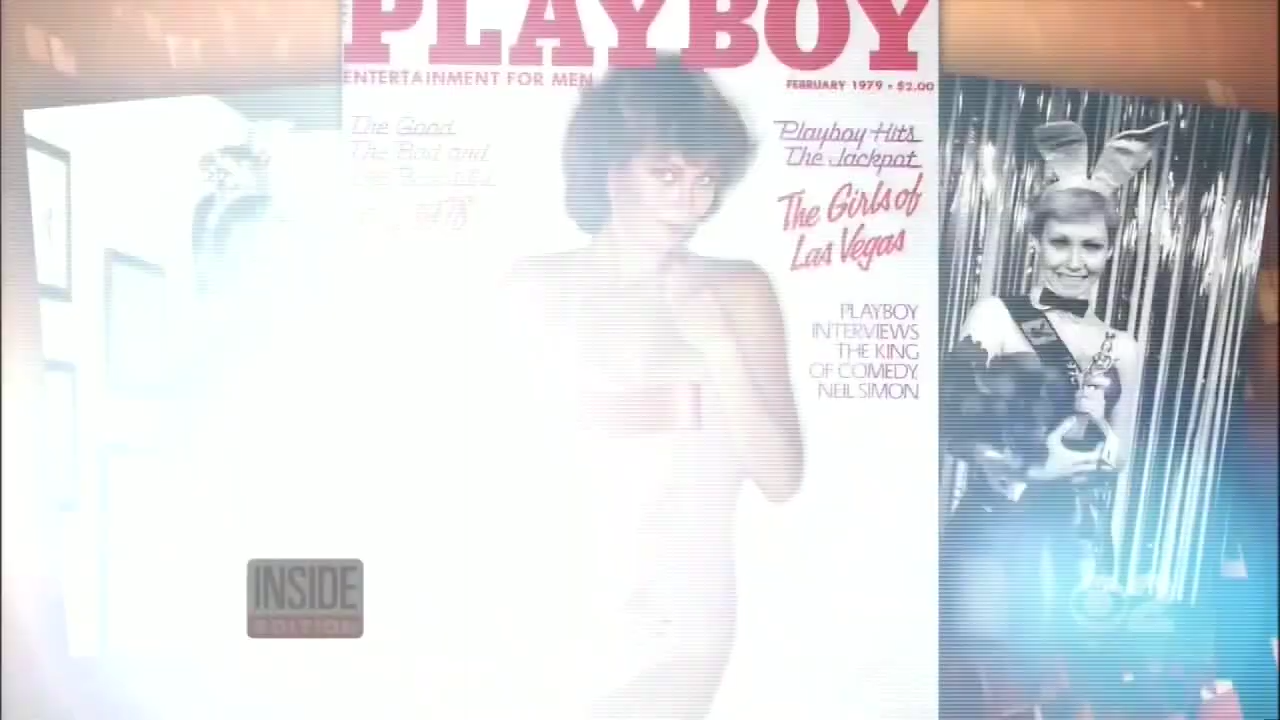 PLAYBOY
ENTERTAINMENT FOR MEN
FEBRUARY 1979 • $2.00
The Good,
The Bad and
Playboy Hits
The Jackpot
The Girls of
Las Vegas
PLAYBOY
INTERVIEWS
THE KING
OF COMEDY,
NEIL SIMON
INSIDE
EDITION